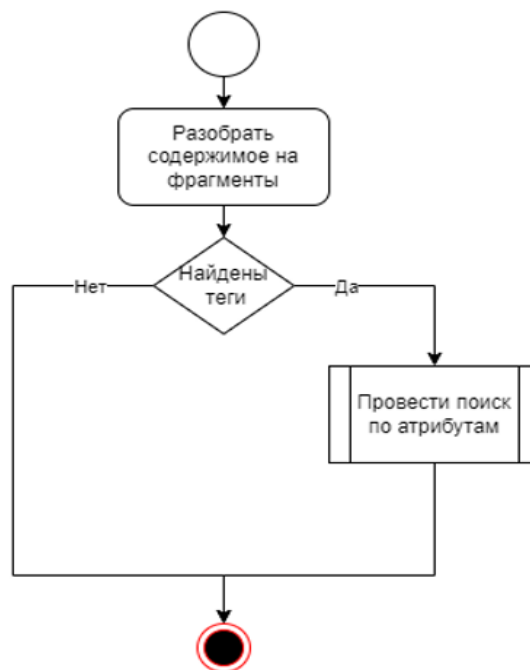 Разобрать
содержимое на
фрагменты
Найдены
теги
Нет
Да
Провести поиск
по атрибутам